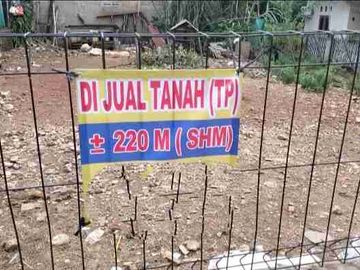 DI JUAL TANAH (TP)
± 220 M ( SHM)